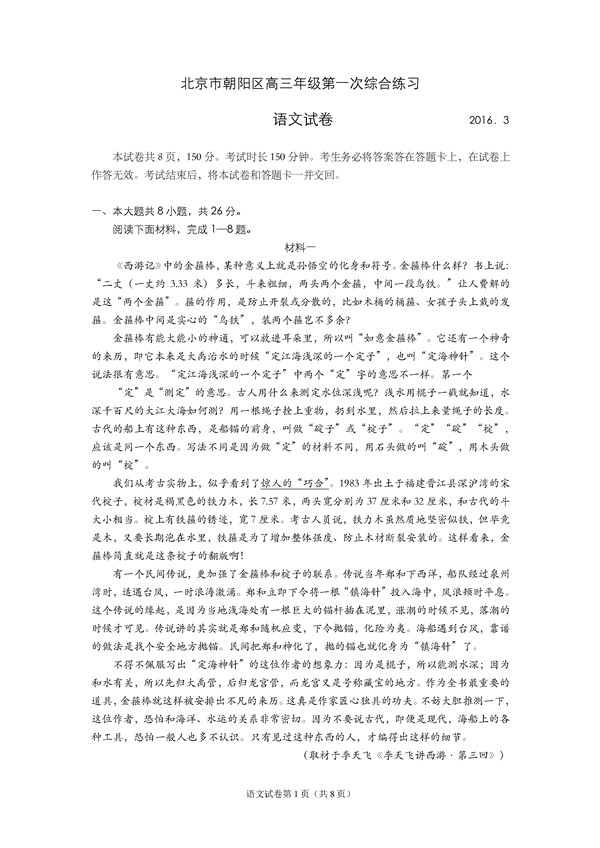 北京市朝阳区高三年级第一次综合练习
语文试卷 2016．3
本试卷共 8 页，150 分。考试时长 150 分钟。考生务必将答案答在答题卡上，在试卷上
作答无效。考试结束后，将本试卷和答题卡一并交回。
一、本大题共 8 小题，共 26 分。
阅读下面材料，完成 1—8 题。
材料一
《西游记》中的金箍棒，某种意义上就是孙悟空的化身和符号。金箍棒什么样？书上说：
“二丈（一丈约 3.33 米）多长，斗来粗细，两头两个金箍，中间一段乌铁。”让人费解的
是这“两个金箍”。箍的作用，是防止开裂或分散的，比如木桶的桶箍、女孩子头上戴的发
箍。金箍棒中间是实心的“乌铁”，装两个箍岂不多余？
金箍棒有能大能小的神通，可以放进耳朵里，所以叫“如意金箍棒”。它还有一个神奇
的来历，即它本来是大禹治水的时候“定江海浅深的一个定子”，也叫“定海神针”。这个
说法很有意思。“定江海浅深的一个定子”中两个“定”字的意思不一样。第一个
“定”是“测定”的意思。古人用什么来测定水位深浅呢？浅水用棍子一戳就知道，水
深千百尺的大江大海如何测？用一根绳子拴上重物，扔到水里，然后拉上来量绳子的长度。
古代的船上有这种东西，是船锚的前身，叫做“碇子”或“椗子”。“定”“碇”“椗”，
应该是同一个东西。写法不同是因为做“定”的材料不同，用石头做的叫“碇”，用木头做
的叫“椗”。
我们从考古实物上，似乎看到了惊人的“巧合”。1983 年出土于福建晋江县深沪湾的宋
代椗子，椗材是褐黑色的铁力木，长 7.57 米，两头宽分别为 37 厘米和 32 厘米，和古代的斗
大小相当。椗上有铁箍的锈迹，宽 7 厘米。考古人员说，铁力木虽然质地坚密似铁，但毕竟
是木，又要长期泡在水里，铁箍是为了增加整体强度、防止木材断裂安装的。这样看来，金
箍棒简直就是这条椗子的翻版啊！
有一个民间传说，更加强了金箍棒和椗子的联系。传说当年郑和下西洋，船队经过泉州
湾时，适遇台风，一时浪涛激涌。郑和立即下令将一根“镇海针”投入海中，风浪顿时平息。
这个传说的缘起，是因为当地浅海处有一根巨大的锚杆插在泥里，涨潮的时候不见，落潮的
时候才可见。传说讲的其实就是郑和随机应变，下令抛锚，化险为夷。海船遇到台风，靠谱
的做法是找个安全地方抛锚。民间把郑和神化了，抛的锚也就化身为“镇海针”了。
不得不佩服写出“定海神针”的这位作者的想象力：因为是棍子，所以能测水深；因为
和水有关，所以先归大禹管，后归龙宫管，而龙宫又是号称藏宝的地方。作为全书最重要的
道具，金箍棒就这样被安排出不凡的来历。这真是作家匠心独具的功夫。不妨大胆推测一下，
这位作者，恐怕和海洋、水运的关系非常密切。因为不要说古代，即便是现代，海船上的各
种工具，恐怕一般人也多不认识。只有见过这种东西的人，才编得出这样的细节。
（取材于李天飞《李天飞讲西游·第三回》）
语文试卷第 1 页（共 8 页）